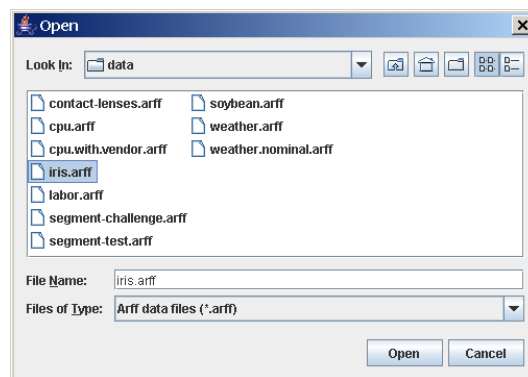 Open
Look In: data
contact-lenses.arff
cpu.arff
cpu.with.vendor.arff
iris.arff
labor.arff
segment-challenge.arff
segment-test.arff
soybean.arff
weather.arff
weather.nominal.arff
File Name: iris.arff
Files of Type: Arff data files (*.arff)
Open Cancel